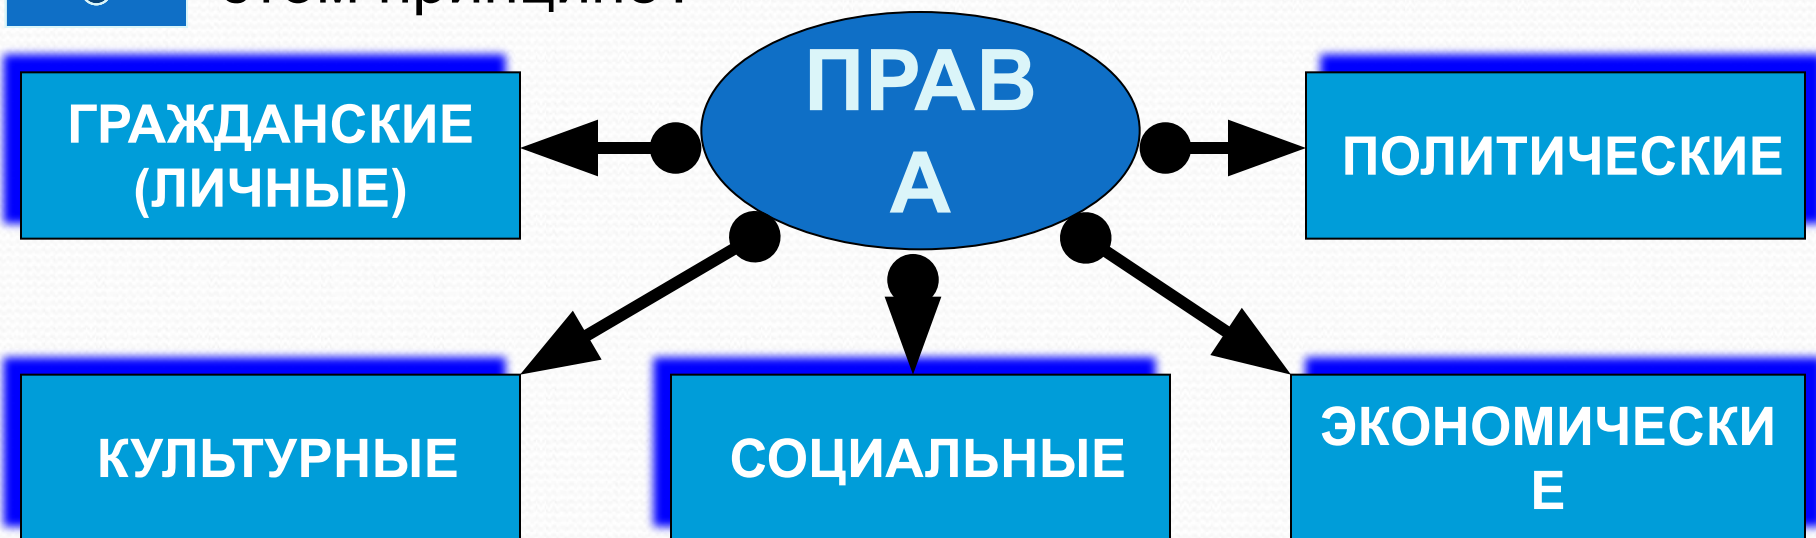 ПРАВ
А
ГРАЖДАНСКИЕ
(ЛИЧНЫЕ)
ПОЛИТИЧЕСКИЕ
КУЛЬТУРНЫЕ
СОЦИАЛЬНЫЕ
ЭКОНОМИЧЕСКИ
Е